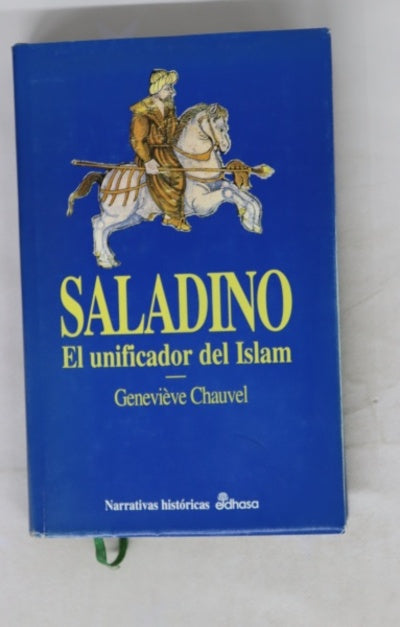 SALADINO
El unificador del Islam
Geneviève Chauvel
Narrativas históricas edhasa